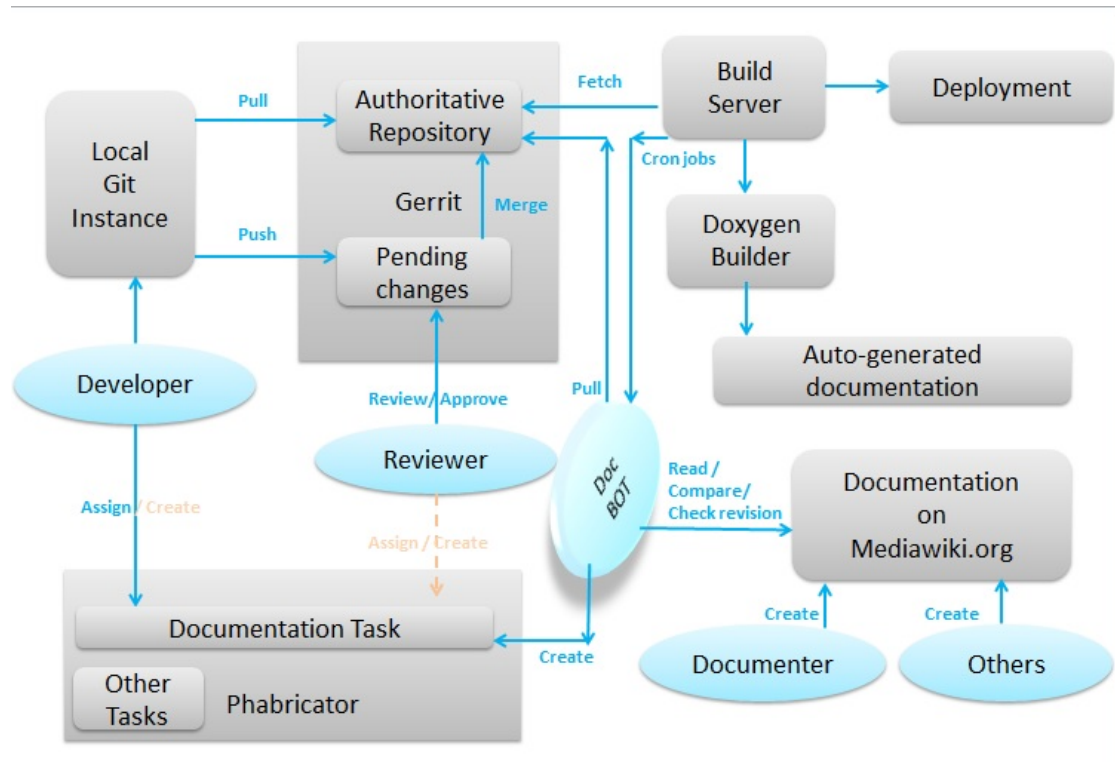 Build
Server
Deployment
Fetch
Authoritative
Repository
Pull
Local
Git
Instance
Cron jobs
Gerrit
Merge
Doxygen
Builder
Push
Pending
changes
Auto-generated
documentation
Developer
Pull
Review/ Approve
Reviewer
Doc
BOT
Read /
Compare/
Check revision
Documentation
on
Mediawiki.org
Assign / Create
Assign / Create
Create
Create
Documentation Task
Create
Documenter
Others
Other
Tasks
Phabricator